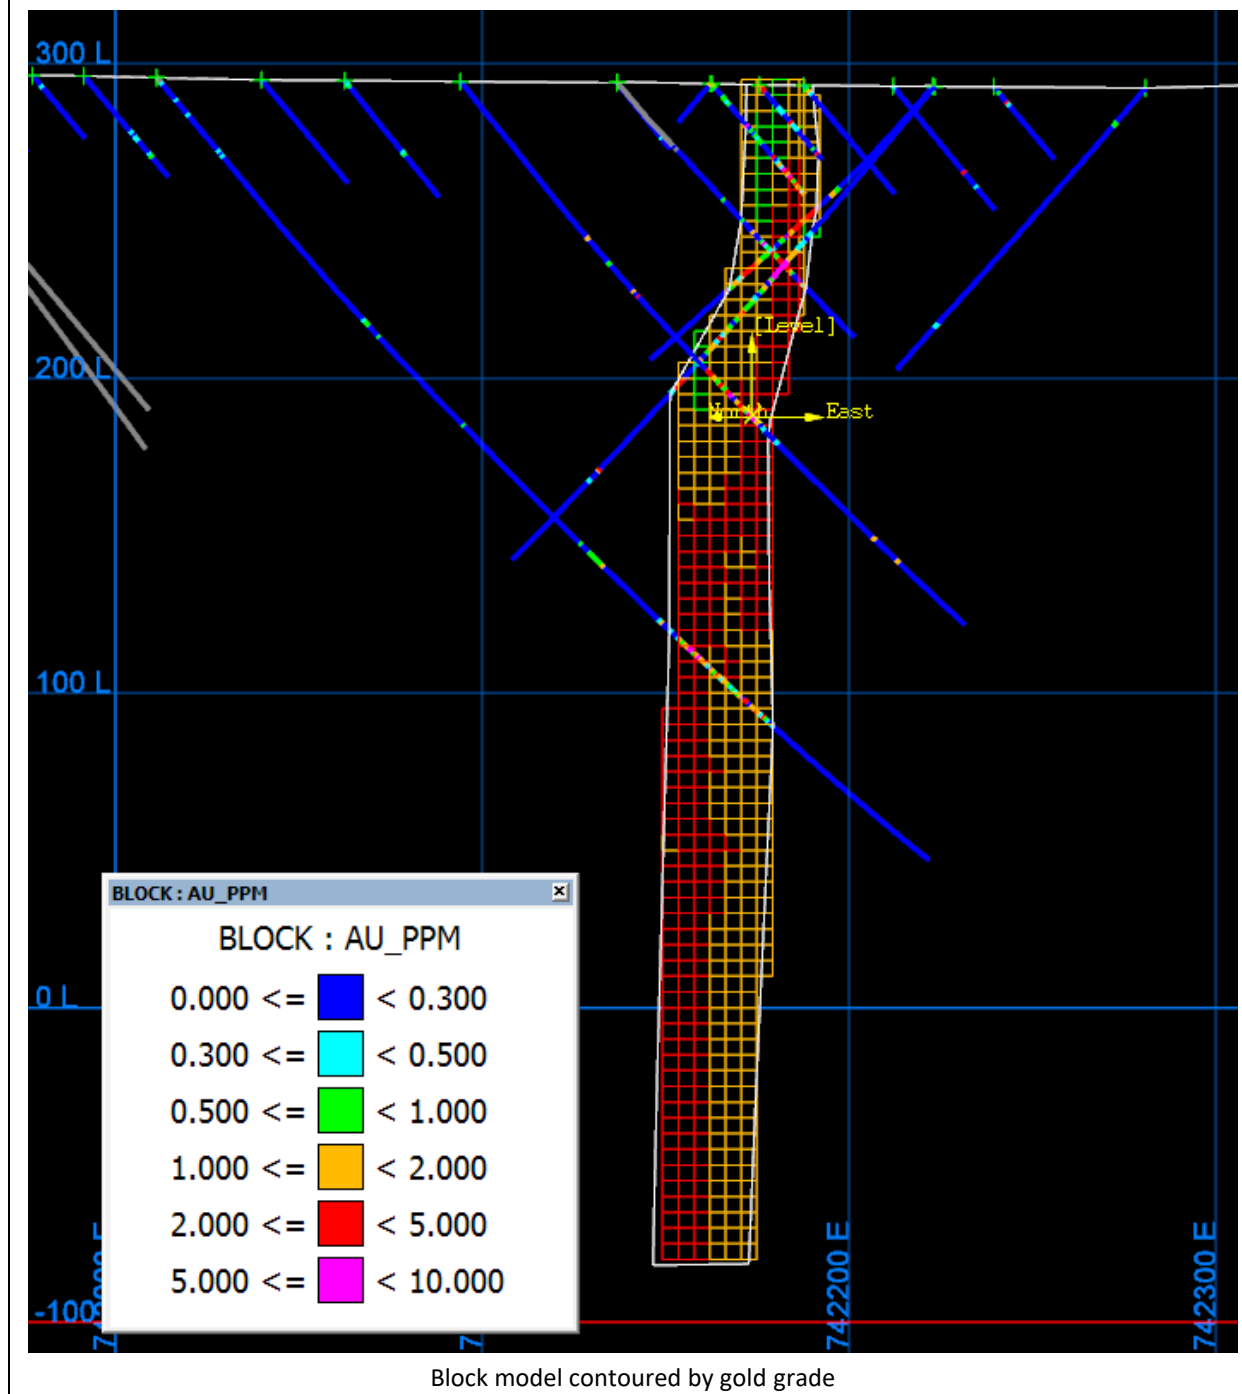 300 L
[Level]
200 L
North
East
100 L
BLOCK : AU_PPM
BLOCK : AU_PPM
0 L
0.000 <= < 0.300
0.300 <= < 0.500
0.500 <= < 1.000
1.000 <= < 2.000
2.000 <= < 5.000
5.000 <= < 10.000
-100
742200 E
742300 E
Block model contoured by gold grade